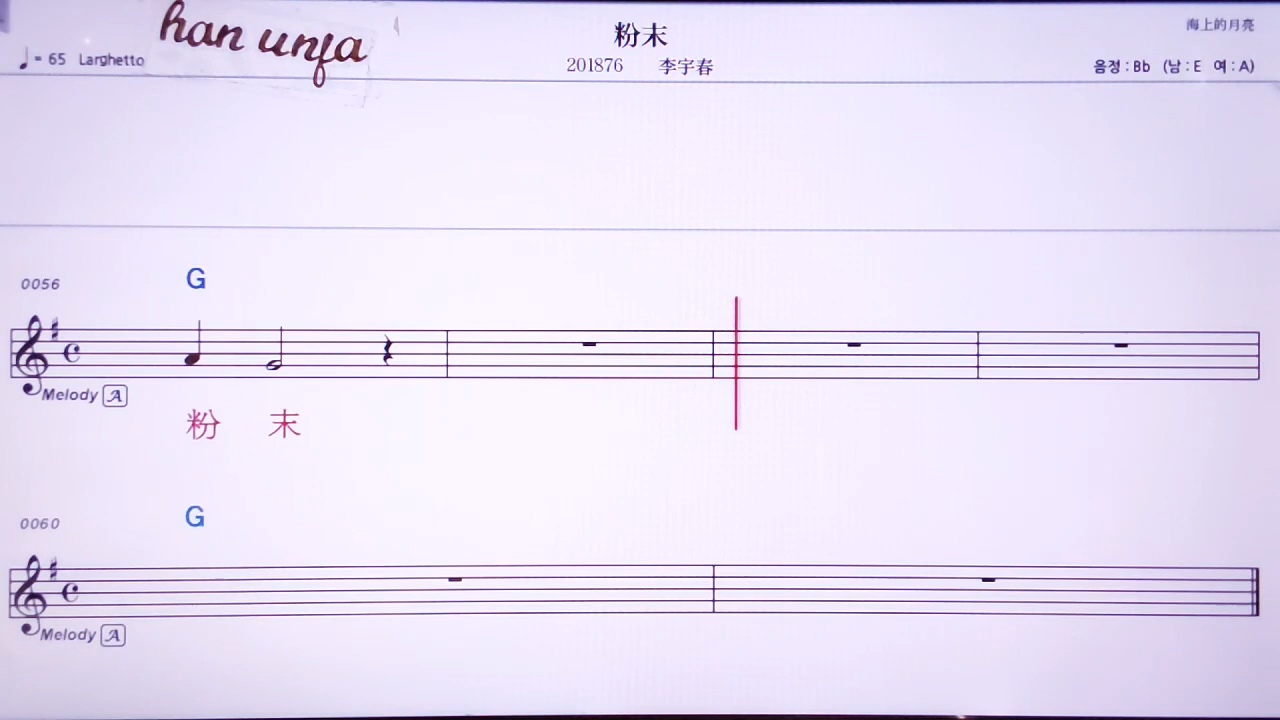 han unja
粉末
海上的月亮
♩= 65 Larghetto
201876 李宇春
음정 : Bb (남 : E 여 : A)
0056 G
Melody A
粉 末
0060 G
Melody A